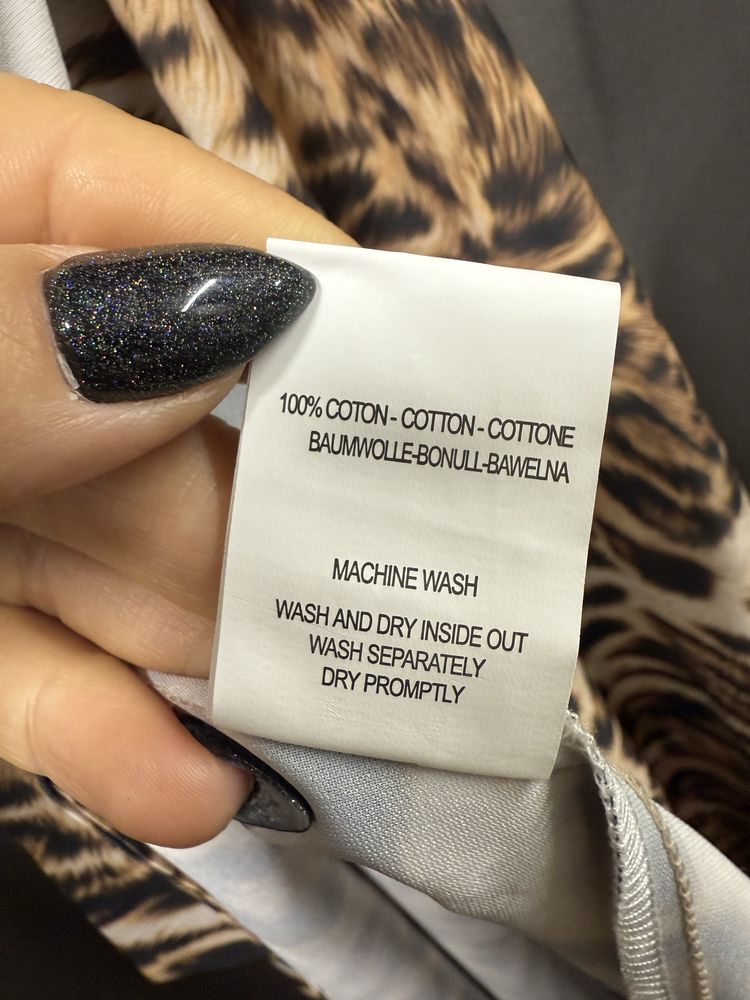 100% COTON - COTTON - COTTONE
BAUMWOLLE-BONULL-BAWELNA
MACHINE WASH
WASH AND DRY INSIDE OUT
WASH SEPARATELY
DRY PROMPTLY